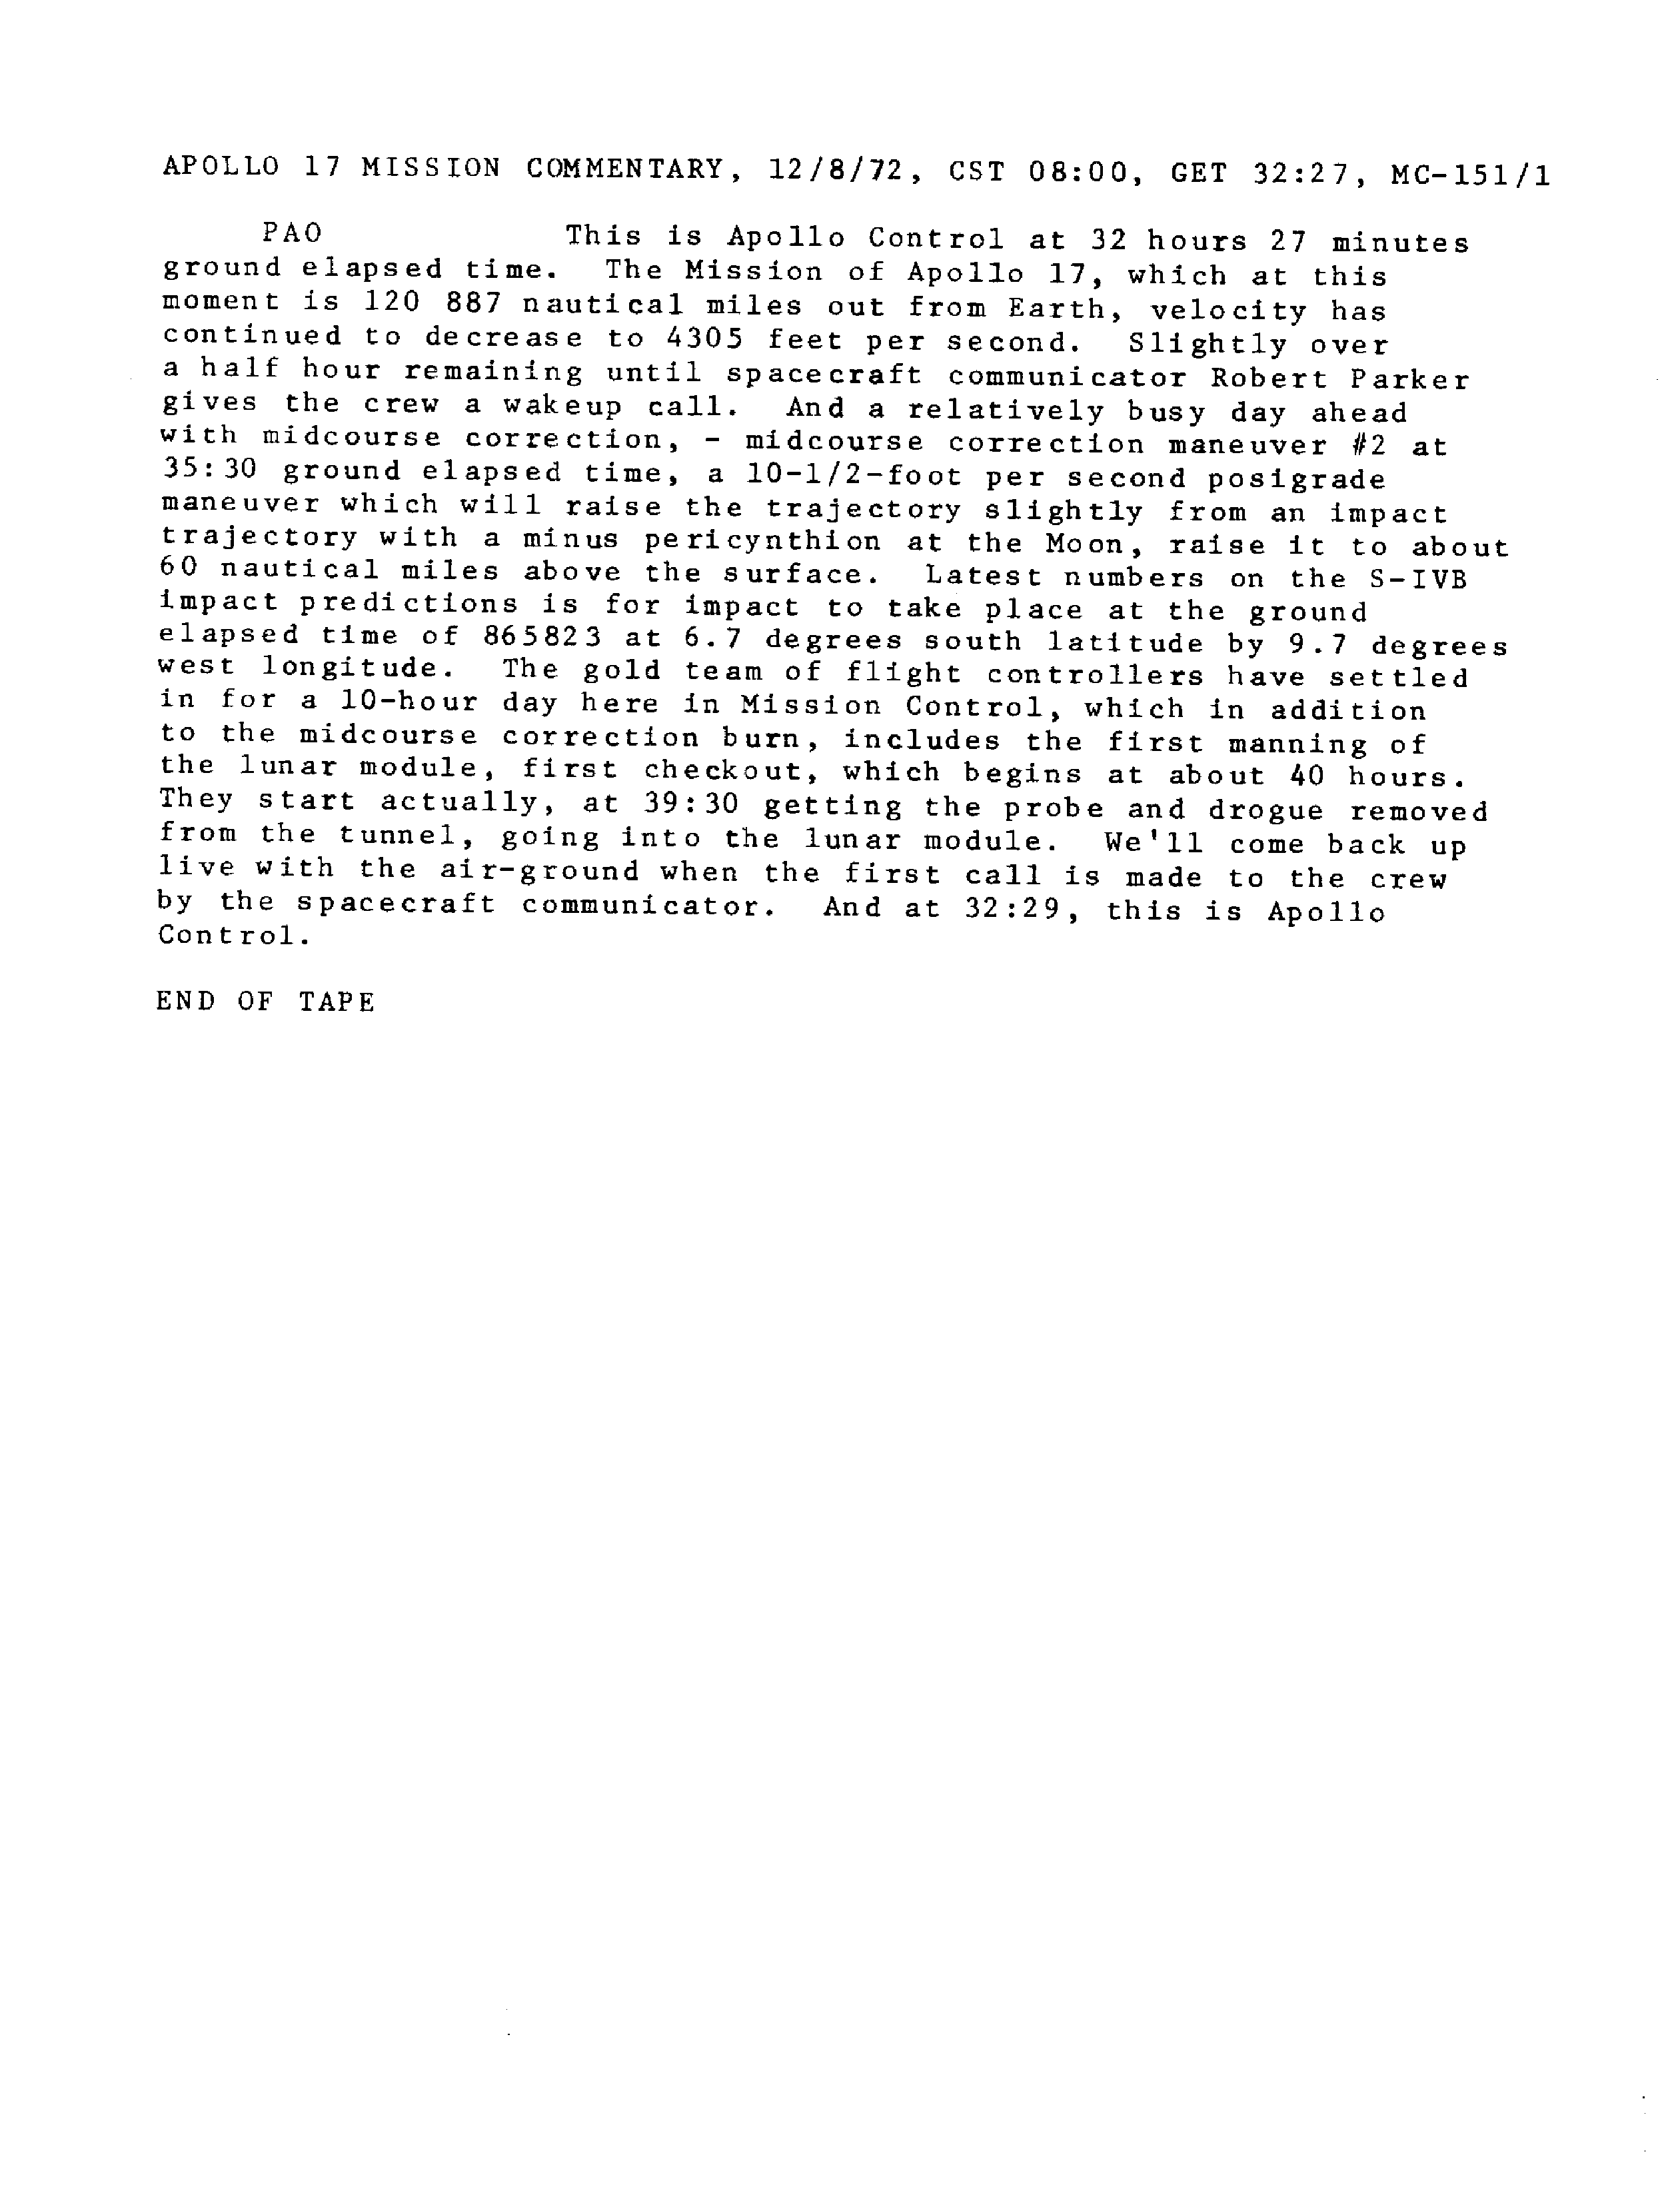 APOLLO 17 MISSION COMMENTARY, 12/8/72, CST 08:00, GET 32:27, MC-151/1
PAO This is Apollo Control at 32 hours 27 minutes
ground elapsed time. The Mission of Apollo 17, which at this
moment is 120 887 nautical miles out from Earth, velocity has
continued to decrease to 4305 feet per second. Slightly over
a half hour remaining until spacecraft communicator Robert Parker
gives the crew a wakeup call. And a relatively busy day ahead
with midcourse correction, - midcourse correction maneuver #2 at
35:30 ground elapsed time, a 10-1/2-foot per second posigrade
maneuver which will raise the trajectory slightly from an impact
trajectory with a minus pericynthion at the Moon, raise it to about
60 nautical miles above the surface. Latest numbers on the S-IVB
impact predictions is for impact to take place at the ground
elapsed time of 865823 at 6.7 degrees south latitude by 9.7 degrees
west longitude. The gold team of flight controllers have settled
in for a 10-hour day here in Mission Control, which in addition
to the midcourse correction burn, includes the first manning of
the lunar module, first checkout, which begins at about 40 hours.
They start actually, at 39:30 getting the probe and drogue removed
from the tunnel, going into the lunar module. We'll come back up
live with the air-ground when the first call is made to the crew
by the spacecraft communicator. And at 32:29, this is Apollo
Control.
END OF TAPE